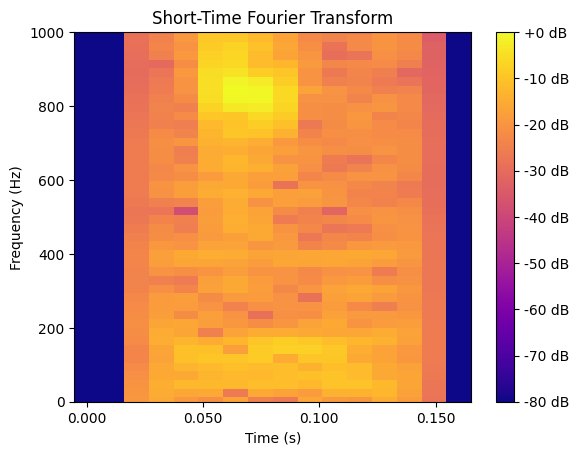 Short-Time Fourier Transform
1000
800
600
400
200
0
Frequency (Hz)
0.000
0.050
0.100
0.150
Time (s)
+0 dB
-10 dB
-20 dB
-30 dB
-40 dB
-50 dB
-60 dB
-70 dB
-80 dB